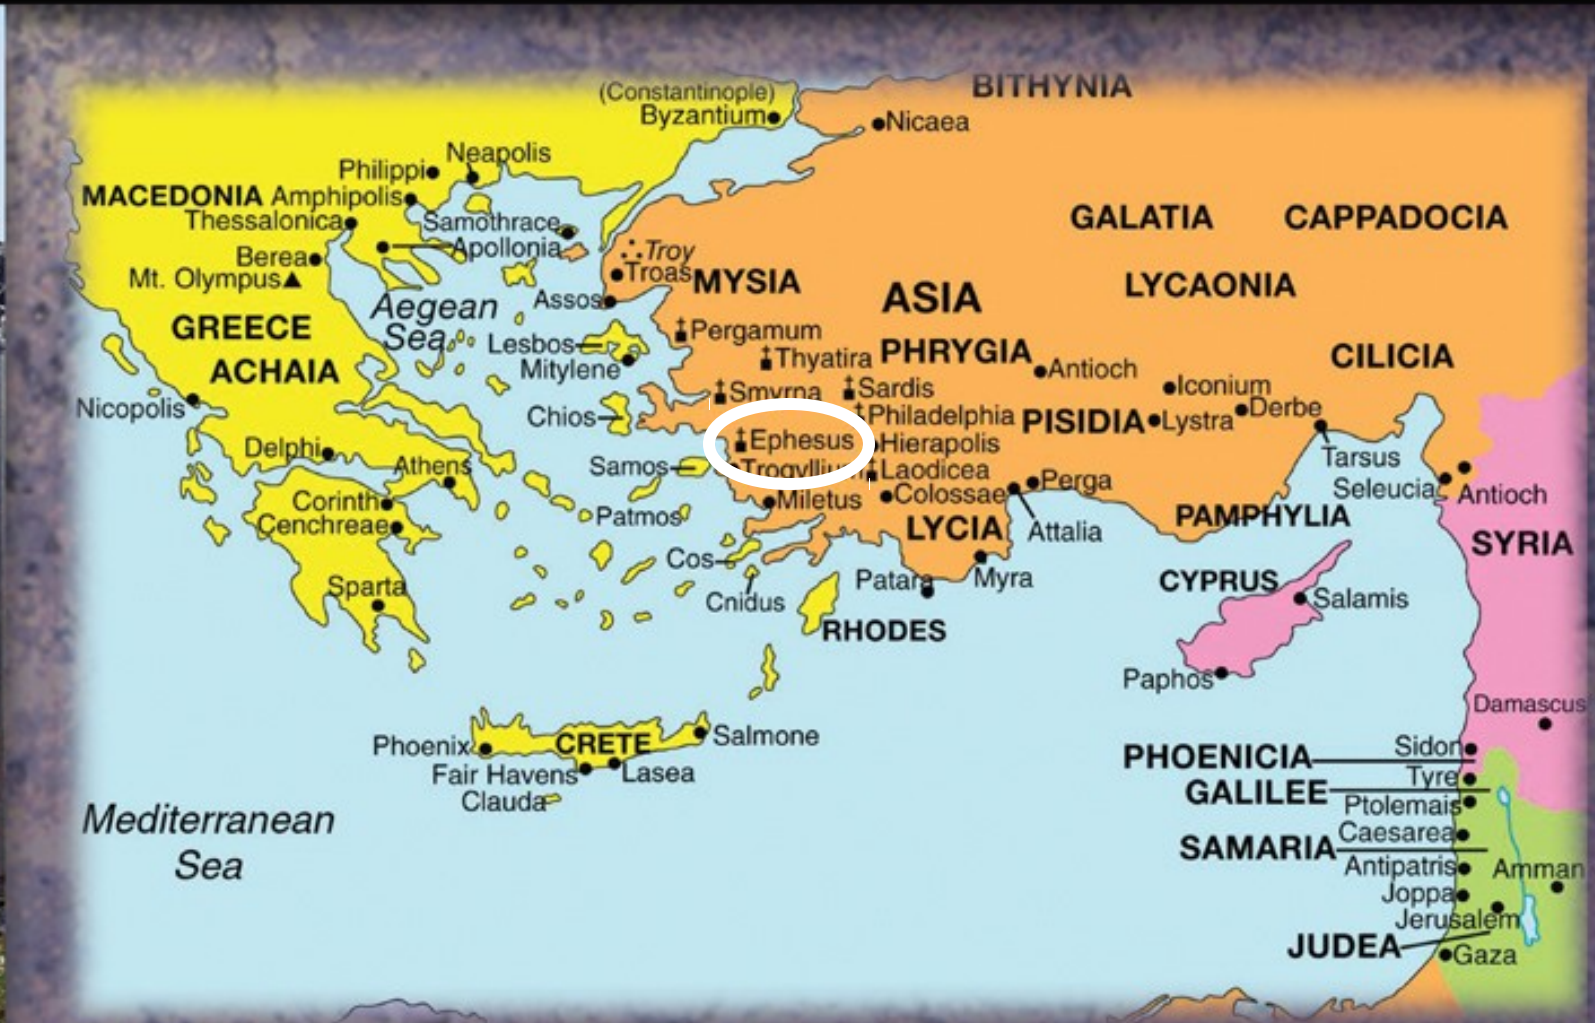 BITHYNIA
(Constantinople)
Byzantium
Nicaea
Neapolis
Philippi
MACEDONIA
Amphipolis
Thessalonica
Samothrace
Apollonia
Berea
Mt. Olympus
Troy
Troas
GALATIA
CAPPADOCIA
MYSIA
ASIA
LYCAONIA
Aegean
Sea
Assos
GREECE
ACHAIA
Lesbos
Mitylene
Pergamum
Thyatira
PHRYGIA
Antioch
CILICIA
Smyrna
Sardis
Iconium
Nicopolis
Chios
Philadelphia
PISIDIA
Lystra
Derbe
Delphi
Ephesus
Hierapolis
Tarsus
Athens
Samos
Trogyllium
Laodicea
Perga
Seleucia
Antioch
Corinth
Cenchreae
Patmos
Miletus
Colossae
LYCIA
Attalia
PAMPHYLIA
SYRIA
Cos
Cnidus
Patara
Myra
CYPRUS
Salamis
Sparta
RHODES
Paphos
Damascus
Phoenix
CRETE
Salmone
Fair Havens
Lasea
Clauda
PHOENICIA
Sidon
Tyre
GALILEE
Ptolemais
Mediterranean
Sea
SAMARIA
Caesarea
Antipatris
Amman
Joppa
Jerusalem
JUDEA
Gaza